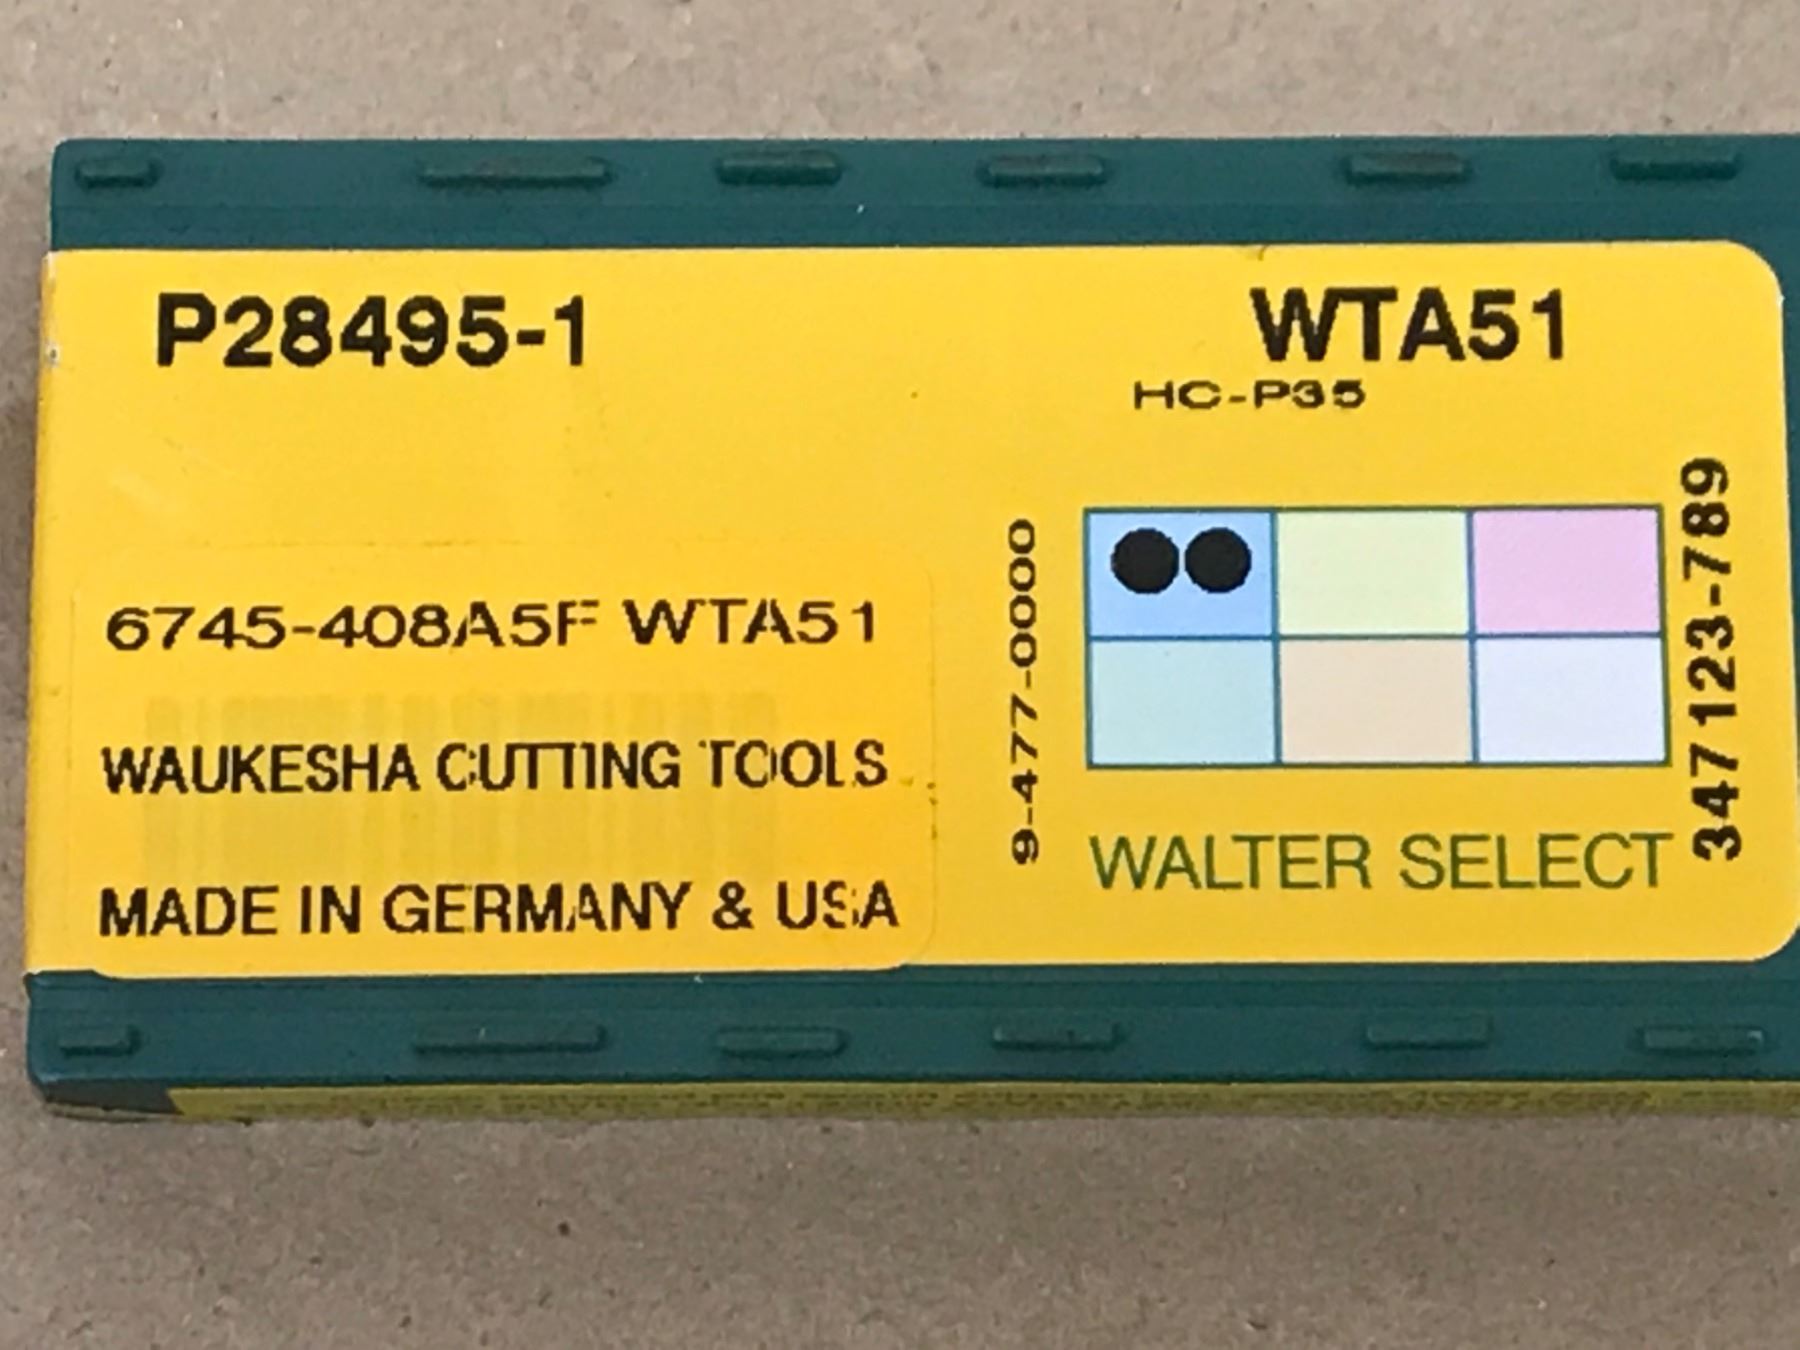 P28495-1
WTA51
HC-P35
6745-408A5F WTA51
WAUKESHA CUTTING TOOLS
MADE IN GERMANY & USA
9-477-0000
347123-789
WALTER SELECT